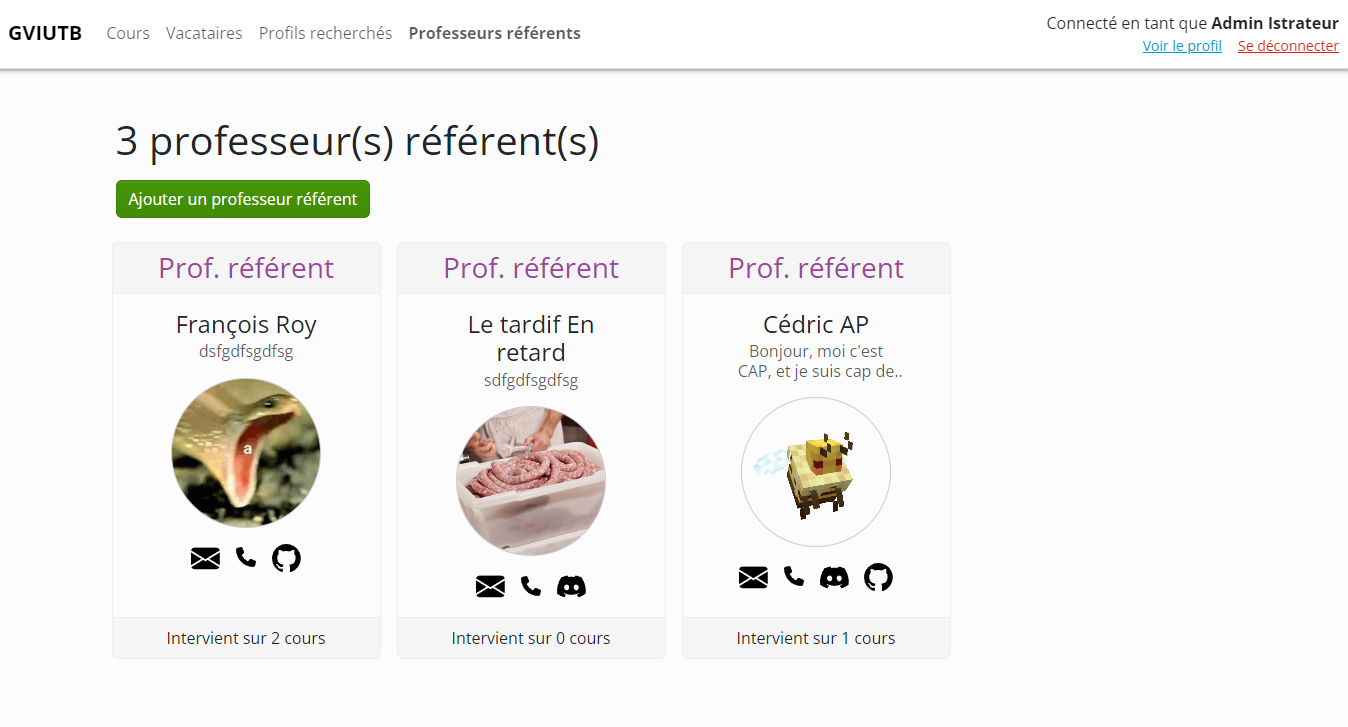 GVIUTB Cours Vacataires Profils recherchés Professeurs référents
Connecté en tant que Admin Istrateur
Voir le profil Se déconnecter
3 professeur(s) référent(s)
Ajouter un professeur référent
Prof. référent
François Roy
dsfgdfsgdfsg
a
Intervient sur 2 cours
Prof. référent
Le tardif En
retard
sdfgdfsgdfsg
Intervient sur 0 cours
Prof. référent
Cédric AP
Bonjour, moi c'est
CAP, et je suis cap de..
Intervient sur 1 cours